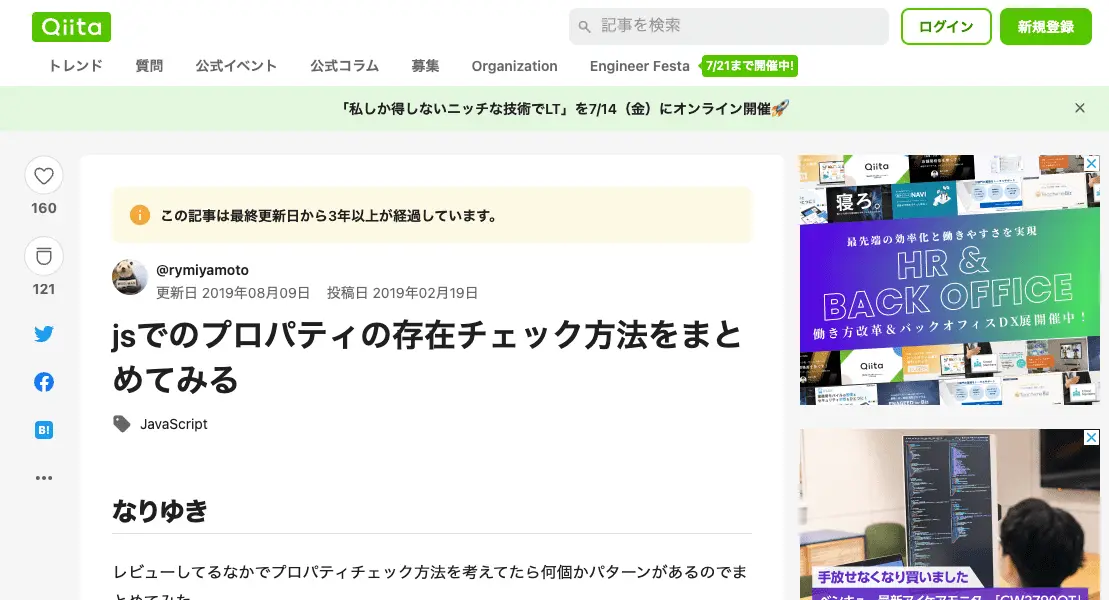 Qiita
記事を検索
ログイン
新規登録
トレンド 質問 公式イベント 公式コラム 募集 Organization Engineer Festa 7/21まで開催中!
「私しか得しないニッチな技術でLT」を7/14（金）にオンライン開催🚀
160
121
B!
この記事は最終更新日から3年以上が経過しています。
@rymiyamoto
更新日 2019年08月09日 投稿日 2019年02月19日
jsでのプロパティの存在チェック方法をまと
めてみる
JavaScript
なりゆき
レビューしてるなかでプロパティチェック方法を考えてたら何個かパターンがあるのでま
とめてみた
Qiita
寝ろ。
NAVI
最先端の効率化と働きやすさを実現
HR &
BACK OFFICE
働き方改革＆バックオフィスDX展開催中！
Qiita
手放せなくなり買いました